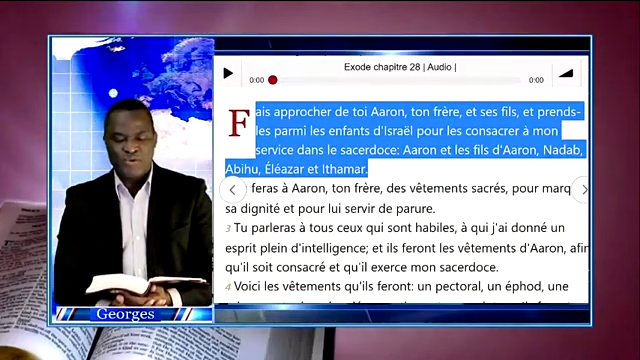 Exode chapitre 28 | Audio |
0:00
0:00
Fais approcher de toi Aaron, ton frère, et ses fils, et prends-
les parmi les enfants d'Israël pour les consacrer à mon
service dans le sacerdoce: Aaron et les fils d'Aaron, Nadab,
Abihu, Éléazar et Ithamar.
feras à Aaron, ton frère, des vêtements sacrés, pour marq
sa dignité et pour lui servir de parure.
3 Tu parleras à tous ceux qui sont habiles, à qui j'ai donné un
esprit plein d'intelligence; et ils feront les vêtements d'Aaron, afin
qu'il soit consacré et qu'il exerce mon sacerdoce.
4 Voici les vêtements qu'ils feront: un pectoral, un éphod, une
Georges